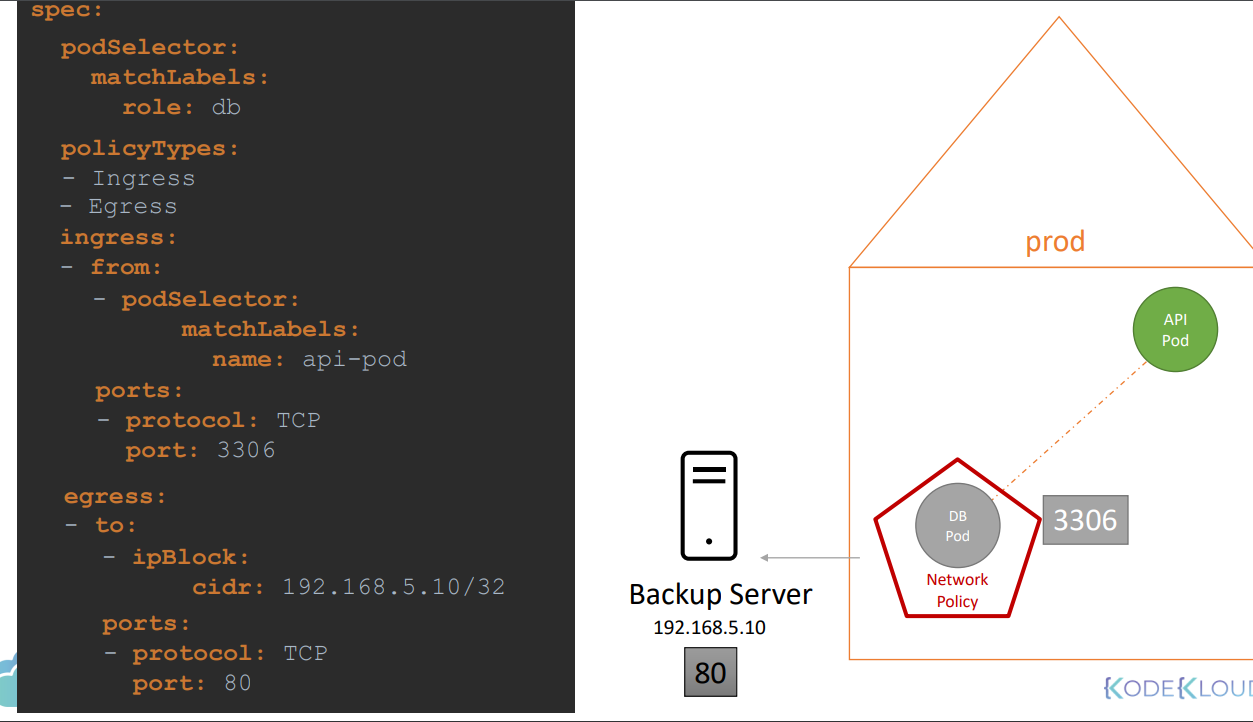 spec:
podSelector:
matchLabels:
role: db
policyTypes:
- Ingress
- Egress
ingress:
- from:
- podSelector:
matchLabels:
name: api-pod
ports:
- protocol: TCP
port: 3306
egress:
- to:
- ipBlock:
cidr: 192.168.5.10/32
ports:
- protocol: TCP
port: 80
prod
API
Pod
DB
Pod
3306
Network
Policy
Backup Server
192.168.5.10
80
KODEKLOUD